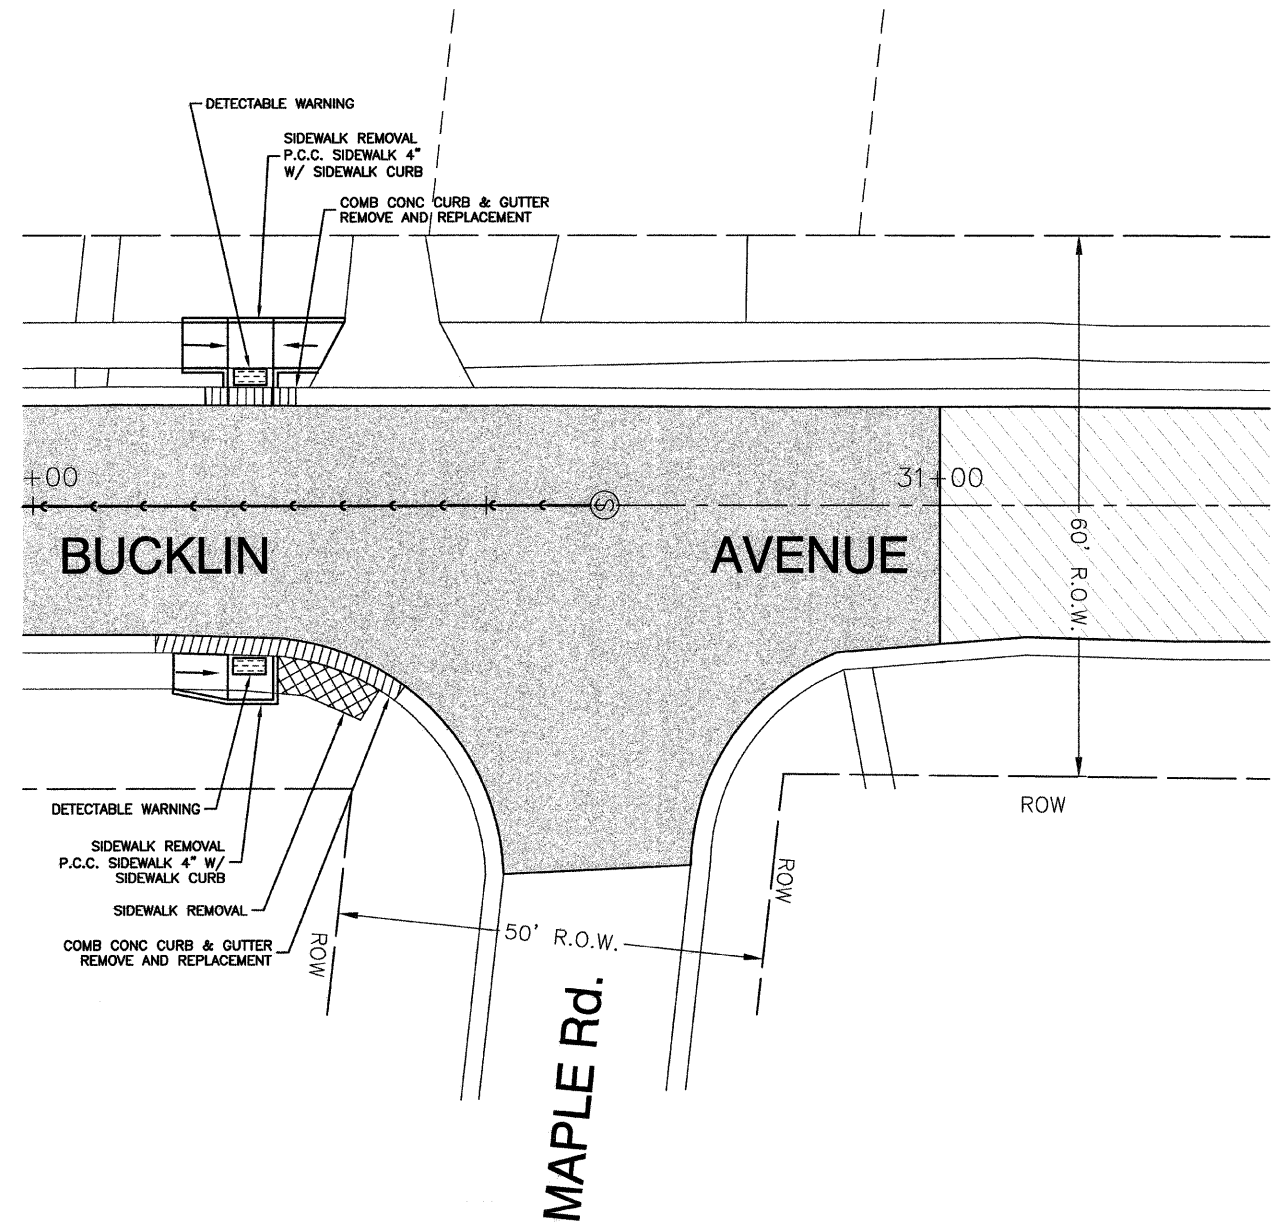 DETECTABLE WARNING
SIDEWALK REMOVAL
P.C.C. SIDEWALK 4"
W/ SIDEWALK CURB
COMB CONC CURB & GUTTER
REMOVE AND REPLACEMENT
+00
31+00
S
BUCKLIN AVENUE
60' R.O.W.
DETECTABLE WARNING
SIDEWALK REMOVAL
P.C.C. SIDEWALK 4" W/
SIDEWALK CURB
SIDEWALK REMOVAL
COMB CONC CURB & GUTTER
REMOVE AND REPLACEMENT
ROW
50' R.O.W.
ROW
ROW
MAPLE Rd.